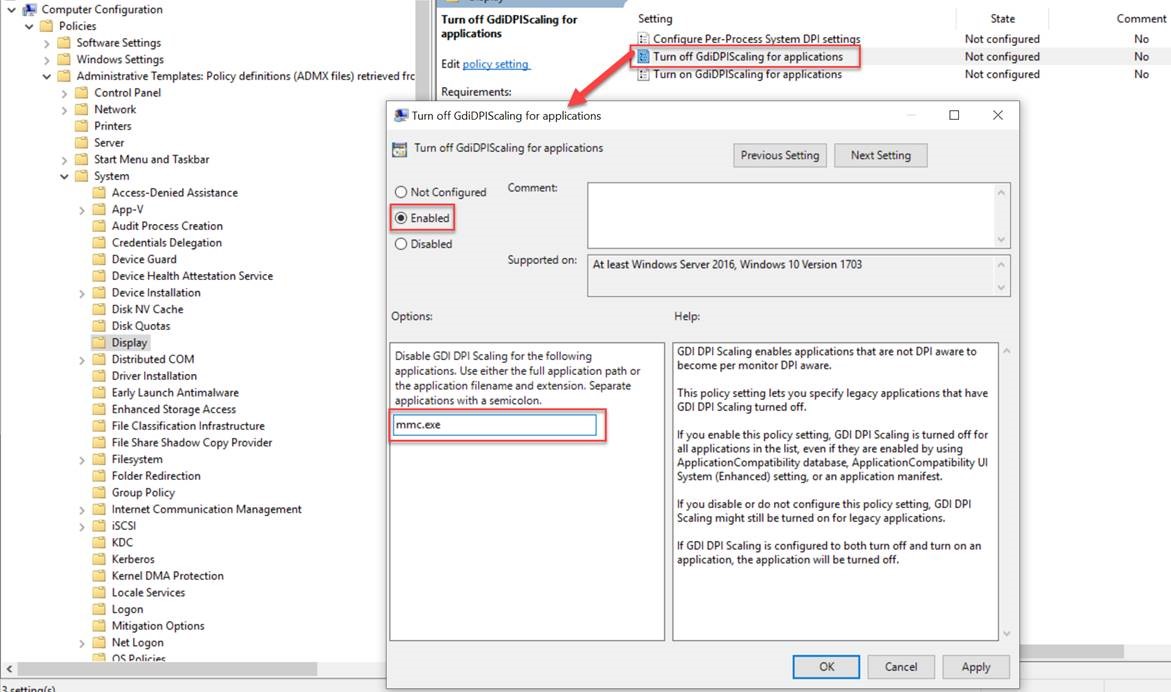 Computer Configuration
Policies
Software Settings
Windows Settings
Administrative Templates: Policy definitions (ADMX files) retrieved fro
Control Panel
Network
Printers
Server
Start Menu and Taskbar
System
Access-Denied Assistance
App-V
Audit Process Creation
Credentials Delegation
Device Guard
Device Health Attestation Service
Device Installation
Disk NV Cache
Disk Quotas
Display
Distributed COM
Driver Installation
Early Launch Antimalware
Enhanced Storage Access
File Classification Infrastructure
File Share Shadow Copy Provider
Filesystem
Folder Redirection
Group Policy
Internet Communication Management
iSCSI
KDC
Kerberos
Kernel DMA Protection
Locale Services
Logon
Mitigation Options
Net Logon
OS Policies
3 setting(s)
Display
Turn off GdiDPIScaling for
applications
Edit policy setting
Requirements:
Setting State Comment
Configure Per-Process System DPI settings Not configured No
Turn off GdiDPIScaling for applications Not configured No
Turn on GdiDPIScaling for applications Not configured No
Turn off GdiDPIScaling for applications
Turn off GdiDPIScaling for applications
Previous Setting Next Setting
Not Configured Comment:
Enabled
Disabled
Supported on: At least Windows Server 2016, Windows 10 Version 1703
Options: Help:
Disable GDI DPI Scaling for the following
applications. Use either the full application path or
the application filename and extension. Separate
applications with a semicolon.
mmc.exe
GDI DPI Scaling enables applications that are not DPI aware to
become per monitor DPI aware.
This policy setting lets you specify legacy applications that have
GDI DPI Scaling turned off.
If you enable this policy setting, GDI DPI Scaling is turned off for
all applications in the list, even if they are enabled by using
ApplicationCompatibility database, ApplicationCompatibility UI
System (Enhanced) setting, or an application manifest.
If you disable or do not configure this policy setting, GDI DPI
Scaling might still be turned on for legacy applications.
If GDI DPI Scaling is configured to both turn off and turn on an
application, the application will be turned off.
OK Cancel Apply